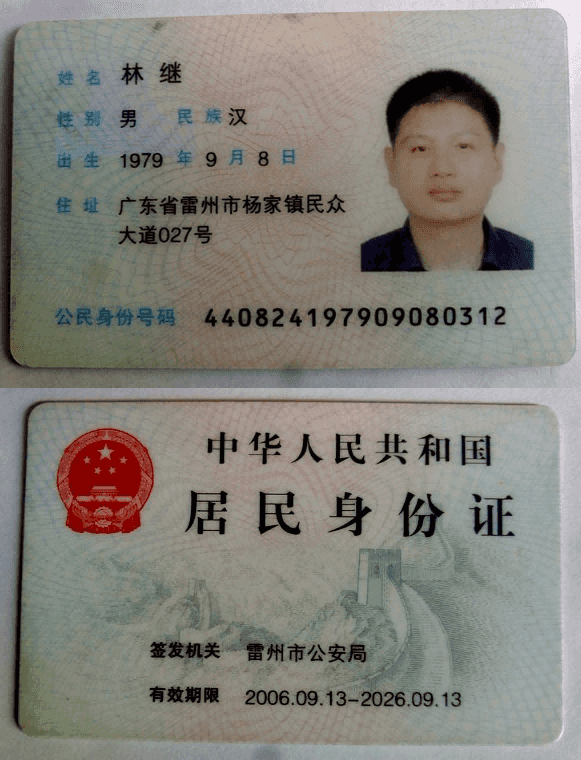 姓名 林继
性别 男 民族 汉
出生 1979 年 9 月 8 日
住址 广东省雷州市杨家镇民众
大道027号
公民身份号码 440824197909080312
中华人民共和国
居民身份证
签发机关 雷州市公安局
有效期限 2006.09.13-2026.09.13